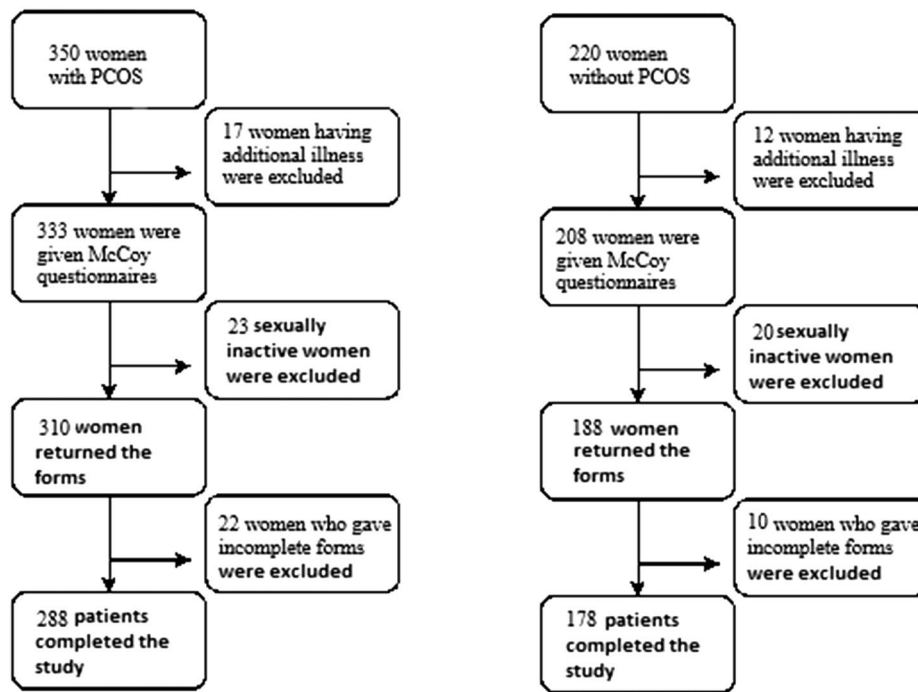 350 women
with PCOS
17 women having
additional illness
were excluded
333 women were
given McCoy
questionnaires
23 sexually
inactive women
were excluded
310 women
returned the
forms
22 women who gave
incomplete forms
were excluded
288 patients
completed the
study
220 women
without PCOS
12 women having
additional illness
were excluded
208 women were
given McCoy
questionnaires
20 sexually
inactive women
were excluded
188 women
returned the
forms
10 women who gave
incomplete forms
were excluded
178 patients
completed the
study